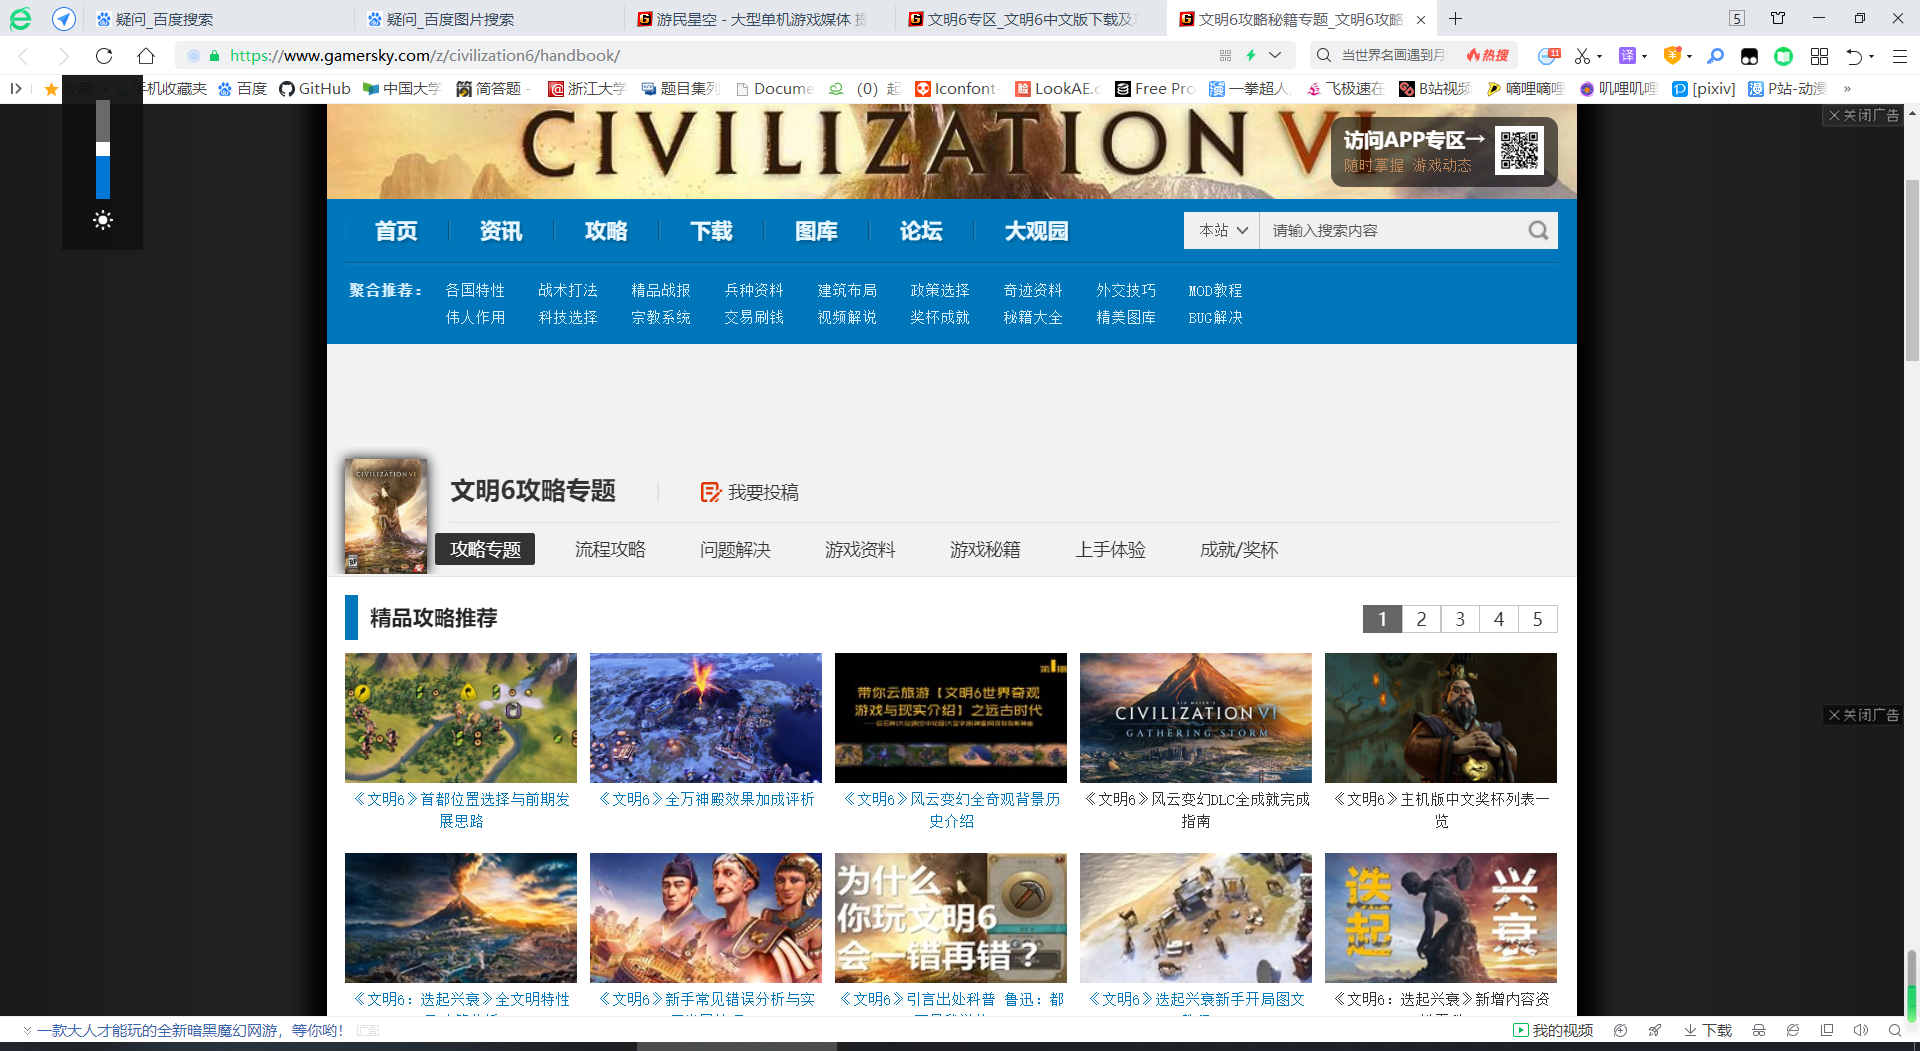 疑问_百度搜索
疑问_百度图片搜索
游民星空 - 大型单机游戏媒体 提
文明6专区_文明6中文版下载及
文明6攻略秘籍专题_文明6攻略
5
https://www.gamersky.com/z/civilization6/handbook/
当世界名画遇到月
热搜
11
译
手机收藏夹
百度
GitHub
中国大学
简答题 -
浙江大学
题目集列
Docume
(0) 起
Iconfont-
LookAE.c
Free Pro
一拳超人
飞极速在
B站视频
嘀哩嘀哩
叽哩叽哩
[pixiv]
P站-动漫
»
CIVILIZATION VI
访问APP专区→
随时掌握 游戏动态
×关闭广告
首页 资讯 攻略 下载 图库 论坛 大观园
本站
请输入搜索内容
聚合推荐： 各国特性 战术打法 精品战报 兵种资料 建筑布局 政策选择 奇迹资料 外交技巧 MOD教程
伟人作用 科技选择 宗教系统 交易刷钱 视频解说 奖杯成就 秘籍大全 精美图库 BUG解决
CIVILIZATION VI
文明6攻略专题
我要投稿
攻略专题 流程攻略 问题解决 游戏资料 游戏秘籍 上手体验 成就/奖杯
精品攻略推荐
1 2 3 4 5
第1期
带你云旅游【文明6世界奇观
游戏与现实介绍】之远古时代
CIVILIZATION VI
GATHERING STORM
×关闭广告
《文明6》首都位置选择与前期发
展思路
《文明6》全万神殿效果加成评析
《文明6》风云变幻全奇观背景历
史介绍
《文明6》风云变幻DLC全成就完成
指南
《文明6》主机版中文奖杯列表一
览
为什么
你玩文明6
会一错再错？
迭起
兴衰
《文明6：迭起兴衰》全文明特性
《文明6》新手常见错误分析与实
《文明6》引言出处科普 鲁迅：都
《文明6》迭起兴衰新手开局图文
《文明6：迭起兴衰》新增内容资
一款大人才能玩的全新暗黑魔幻网游，等你哟！
广告
我的视频
下载